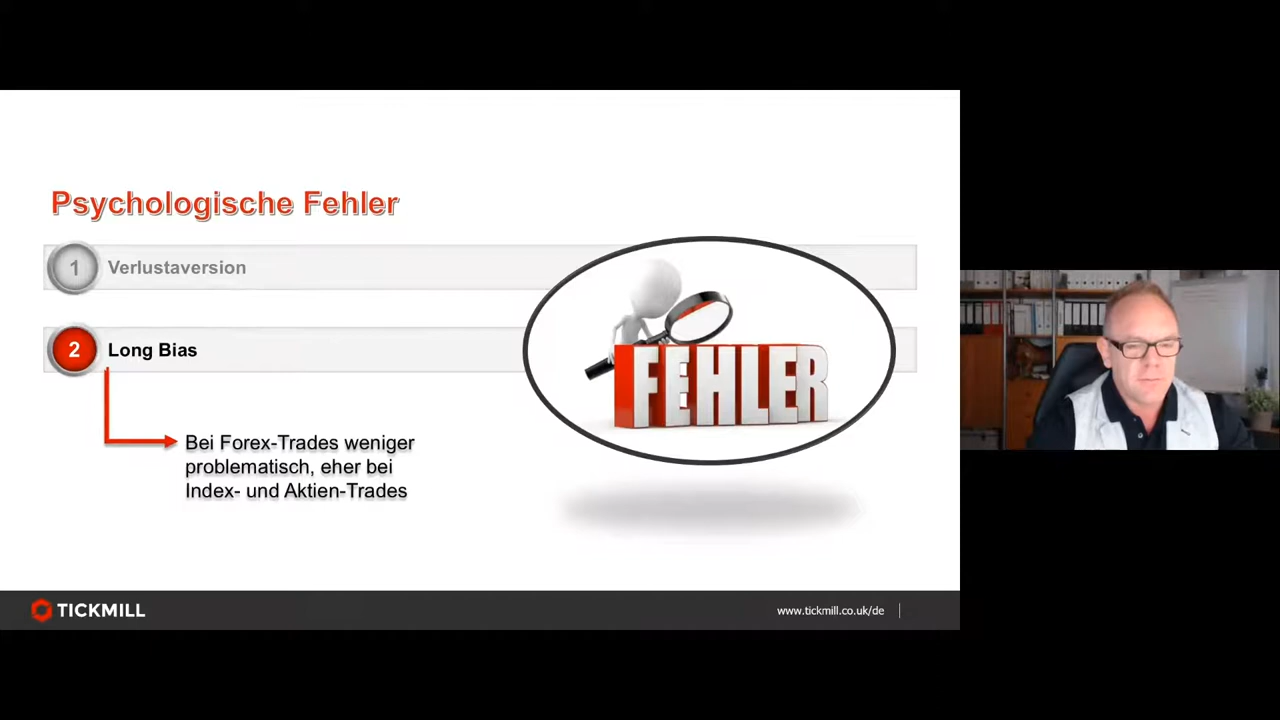 Psychologische Fehler
1 Verlustaversion
2 Long Bias
FEHLER
Bei Forex-Trades weniger
problematisch, eher bei
Index- und Aktien-Trades
TICKMILL
www.tickmill.co.uk/de